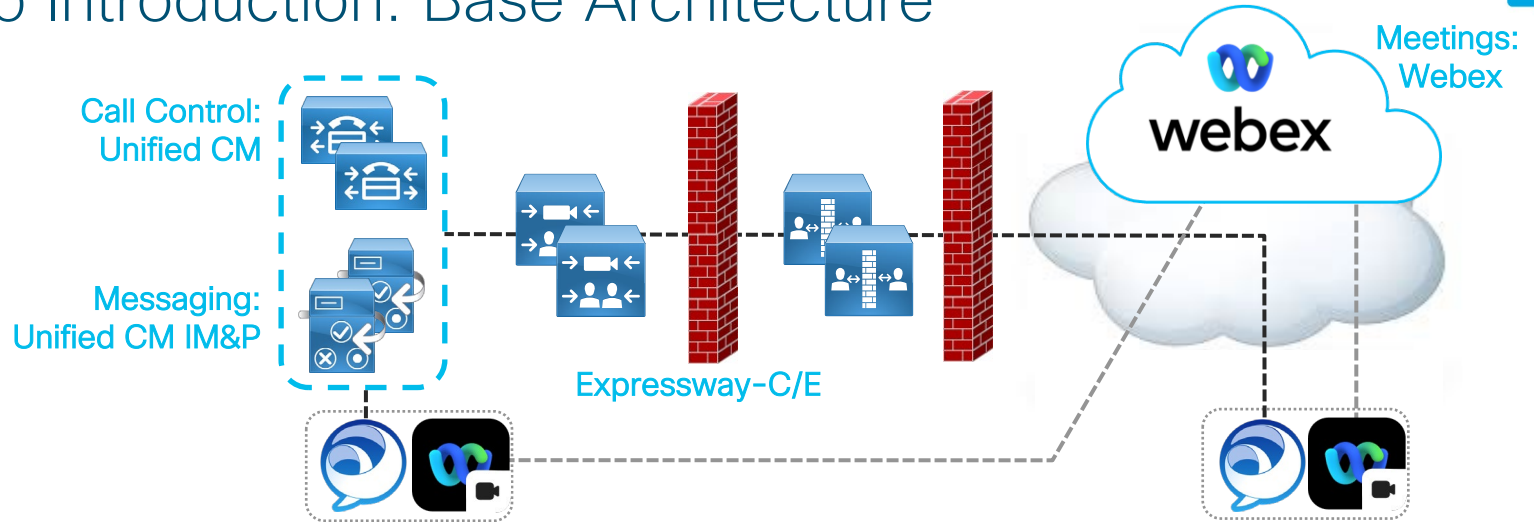 Introduction: Base Architecture
Meetings:
Webex
webex
Call Control:
Unified CM
Messaging:
Unified CM IM&P
Expressway-C/E